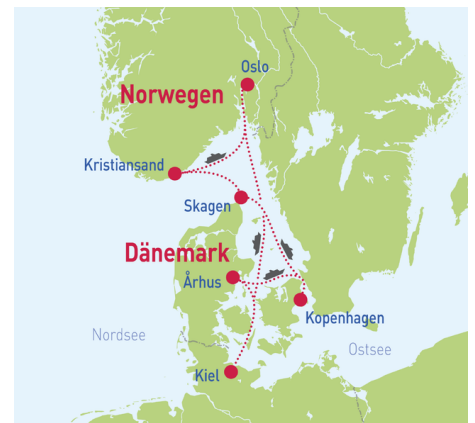 Oslo
Norwegen
Kristiansand
Skagen
Dänemark
Århus
Kopenhagen
Nordsee
Ostsee
Kiel